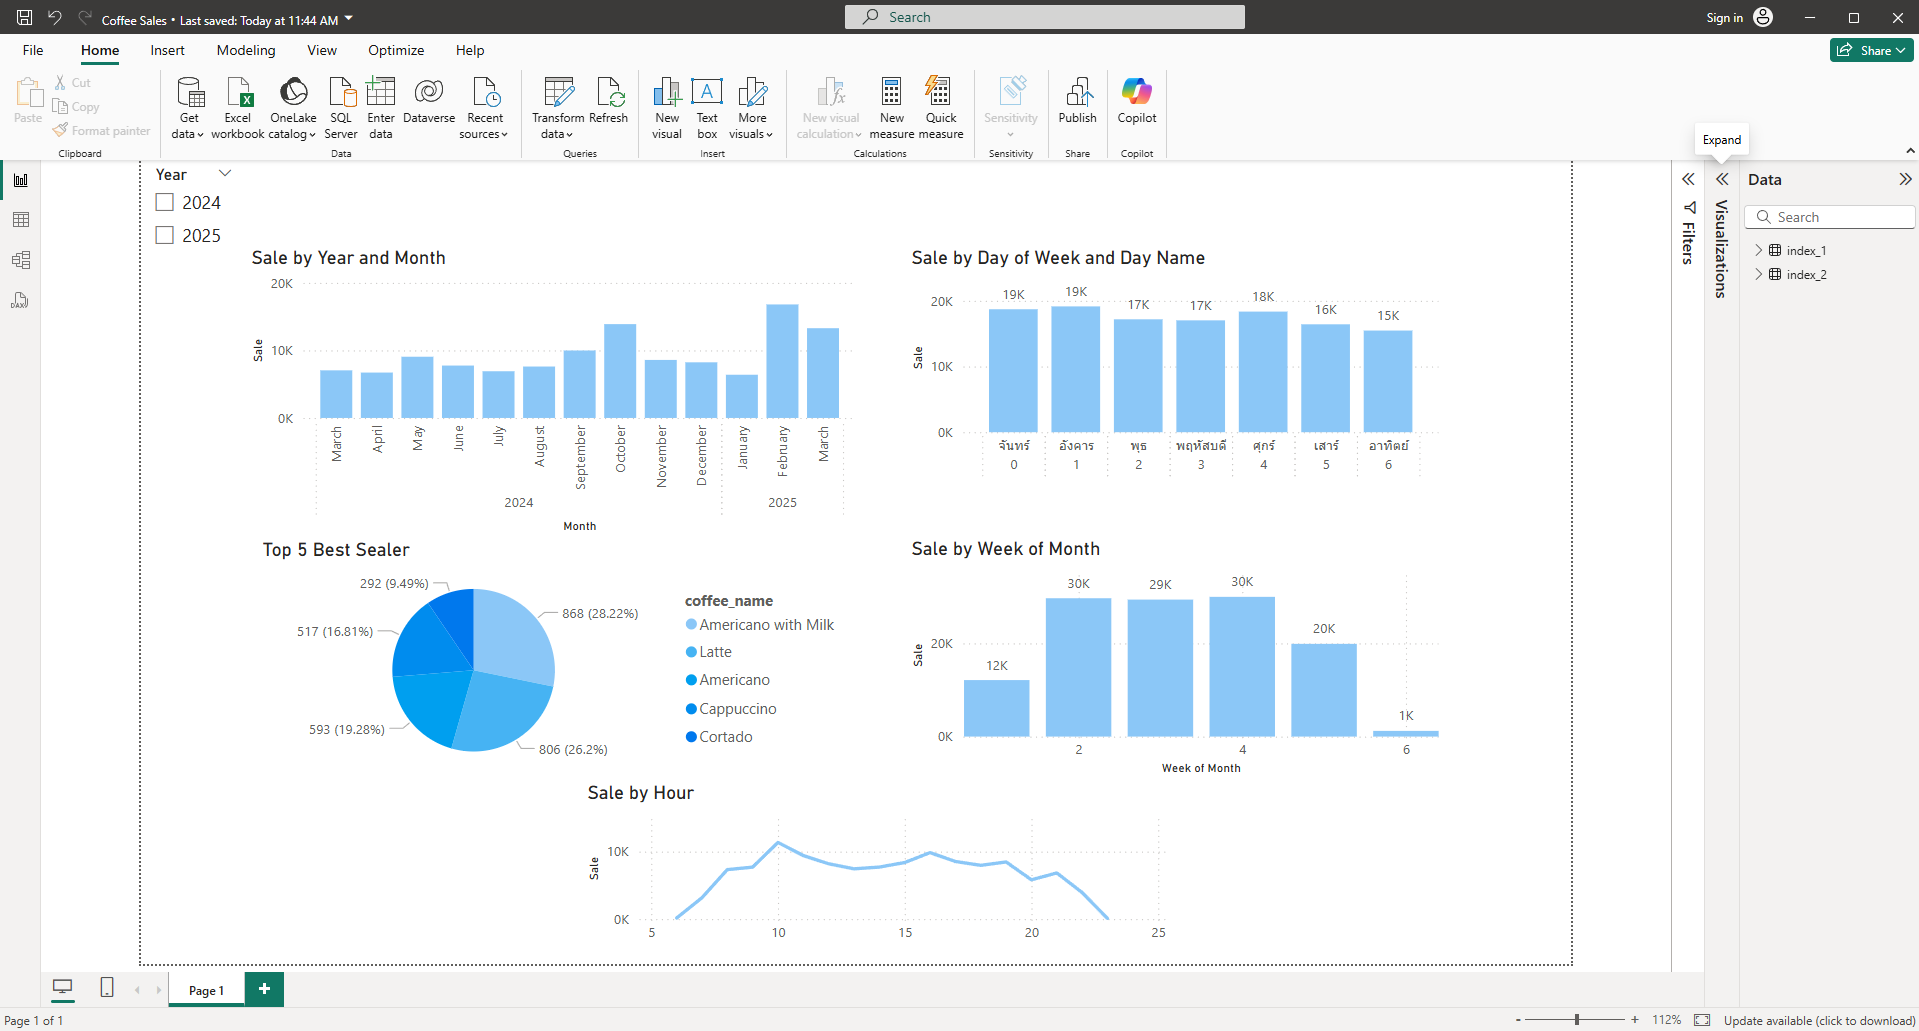 Coffee Sales • Last saved: Today at 11:44 AM
Search
Sign in
File Home Insert Modeling View Optimize Help
Share
Paste
Cut
Copy
Format painter
Clipboard
Get data
Excel workbook
OneLake catalog
SQL Server
Enter data
Dataverse
Recent sources
Data
Transform data
Refresh
Queries
New visual
Text box
More visuals
Insert
New visual calculation
New measure
Quick measure
Calculations
Sensitivity
Sensitivity
Publish
Share
Copilot
Copilot
Expand
Year
2024
2025
Sale by Year and Month
20K
10K
0K
Sale
March April May June July August September October November December January February March
2024 2025
Month
Sale by Day of Week and Day Name
20K
10K
0K
Sale
19K 19K 17K 17K 18K 16K 15K
จันทร์ อังคาร พุธ พฤหัสบดี ศุกร์ เสาร์ อาทิตย์
0 1 2 3 4 5 6
Top 5 Best Sealer
292 (9.49%)
868 (28.22%)
517 (16.81%)
593 (19.28%)
806 (26.2%)
coffee_name
Americano with Milk
Latte
Americano
Cappuccino
Cortado
Sale by Week of Month
20K
0K
Sale
12K 30K 29K 30K 20K 1K
2 4 6
Week of Month
Sale by Hour
10K
0K
Sale
5 10 15 20 25
Filters
Visualizations
Data
Search
index_1
index_2
DAX
Page 1
+
Page 1 of 1
- + 112%
Update available (click to download)